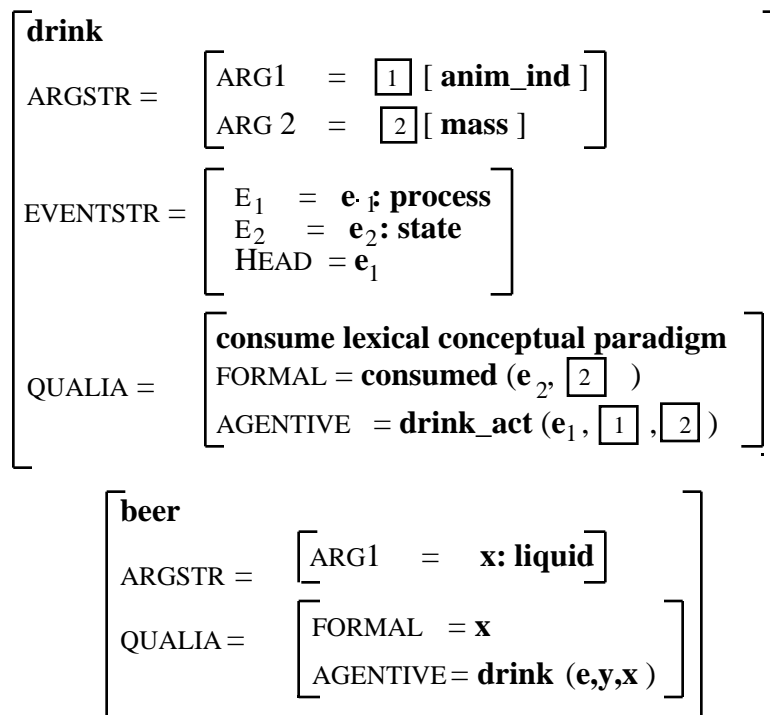 drink
ARGSTR = ARG1 = 1 [ anim_ind ]
ARG 2 = 2 [ mass ]
EVENTSTR = E1 = e1: process
E2 = e2: state
HEAD = e1
QUALIA = consume lexical conceptual paradigm
FORMAL = consumed (e2, 2 )
AGENTIVE = drink_act (e1, 1 , 2 )
beer
ARGSTR = ARG1 = x: liquid
QUALIA = FORMAL = x
AGENTIVE = drink (e,y,x )